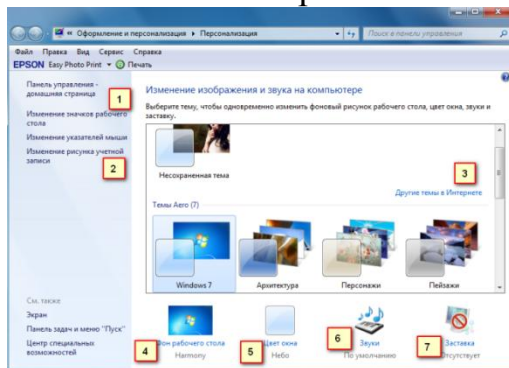 Оформление и персонализация ▸ Персонализация
Поиск в панели управления
Файл Правка Вид Сервис Справка
EPSON Easy Photo Print Печать
Панель управления - домашняя страница
1
Изменение значков рабочего стола
Изменение указателей мыши
Изменение рисунка учетной записи
2
Изменение изображения и звука на компьютере
Выберите тему, чтобы одновременно изменить фоновый рисунок рабочего стола, цвет окна, звуки и
заставку.
Несохраненная тема
3
Другие темы в Интернете
Темы Aero (7)
Windows 7 Архитектура Персонажи Пейзажи
См. также
Экран
Панель задач и меню "Пуск"
Центр специальных возможностей
4 Фон рабочего стола
Harmony
5 Цвет окна
Небо
6 Звуки
По умолчанию
7 Заставка
Отсутствует